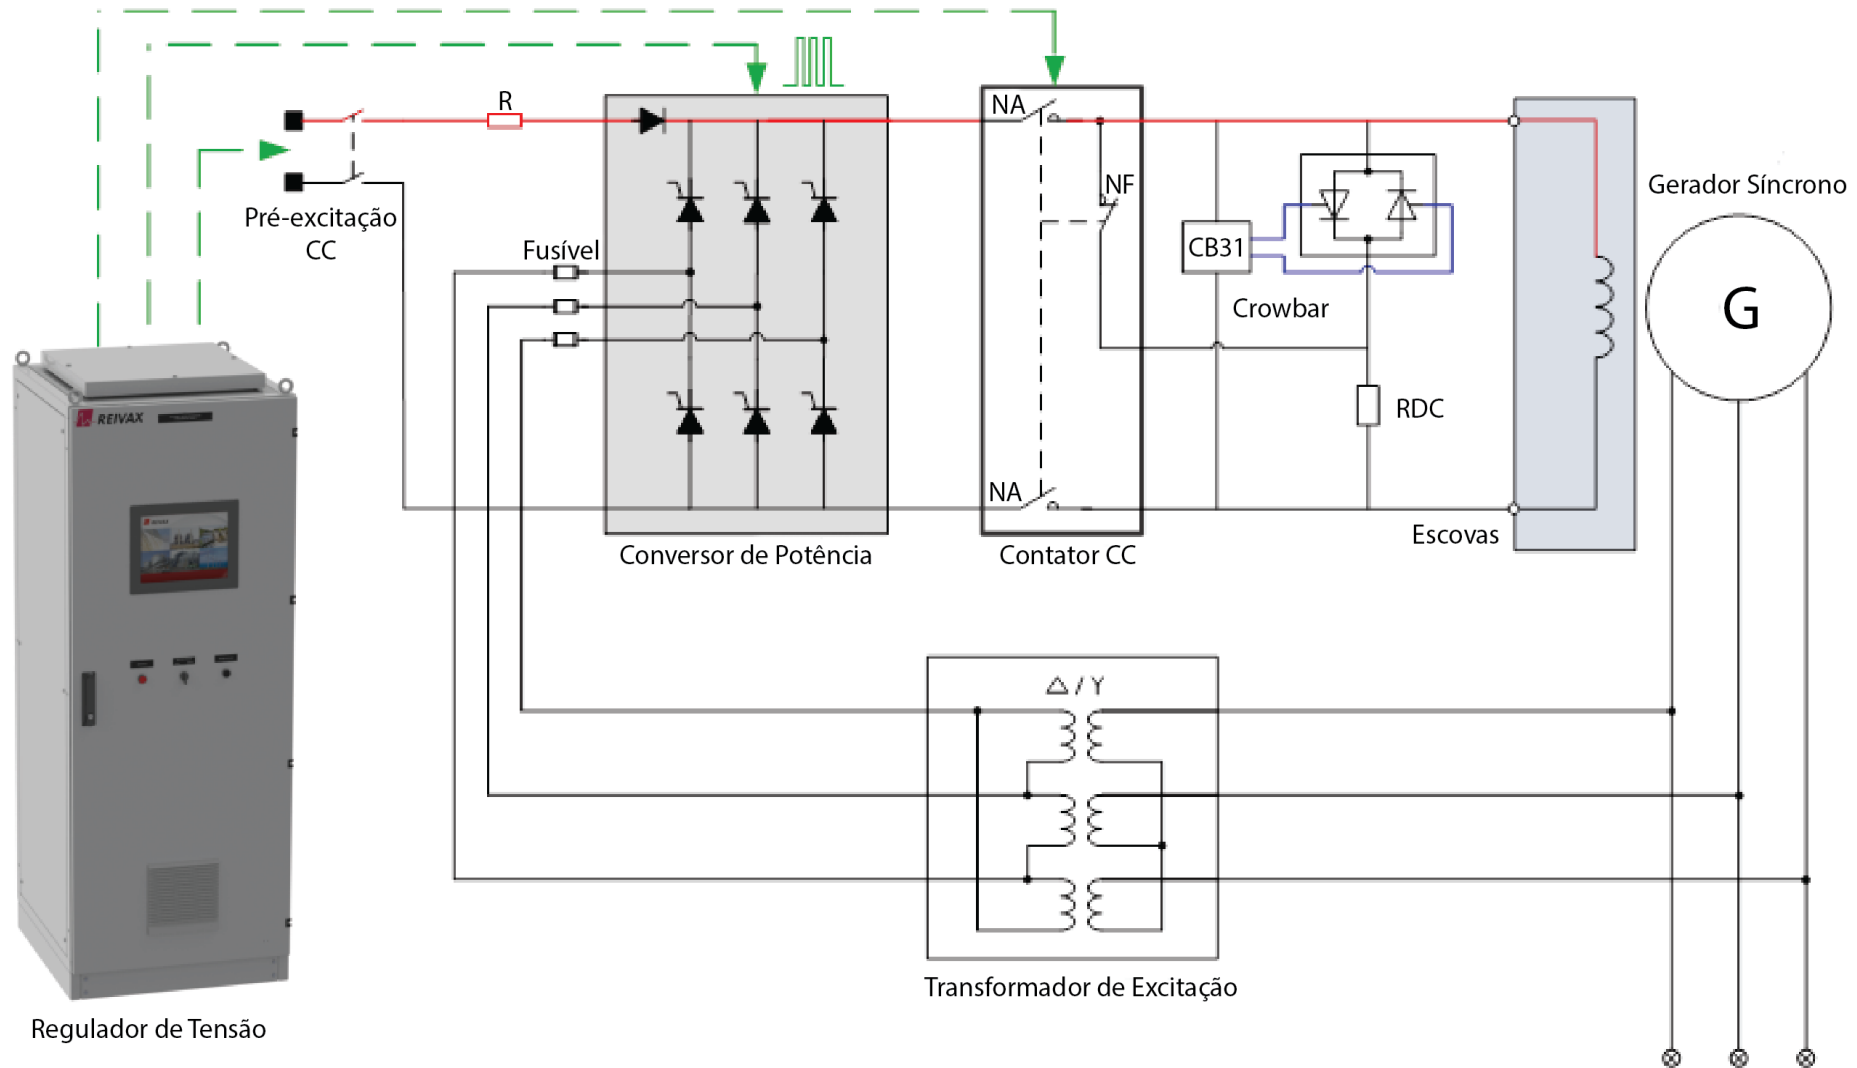 R
NA
Pré-excitação
CC
Fusível
NF
CB31
Crowbar
Gerador Síncrono
G
RDC
REIVAX
REIVAX
NA
Escovas
Conversor de Potência
Contator CC
△ / Y
Transformador de Excitação
Regulador de Tensão